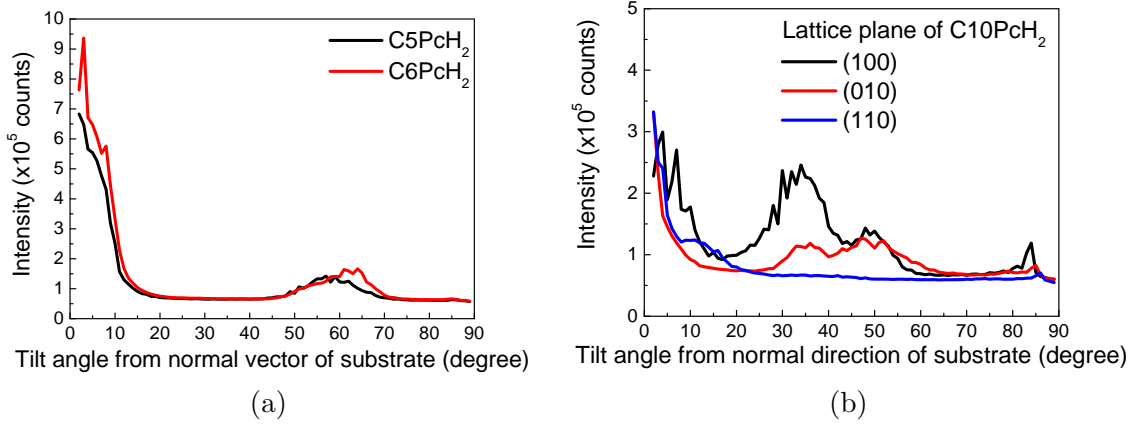 C5PcH2
C6PcH2
Intensity (x10^5 counts)
10
9
8
7
6
5
4
3
2
1
0
0 10 20 30 40 50 60 70 80 90
Tilt angle from normal vector of substrate (degree)
(a)
Lattice plane of C10PcH2
(100)
(010)
(110)
Intensity (x10^5 counts)
5
4
3
2
1
0
0 10 20 30 40 50 60 70 80 90
Tilt angle from normal direction of substrate (degree)
(b)